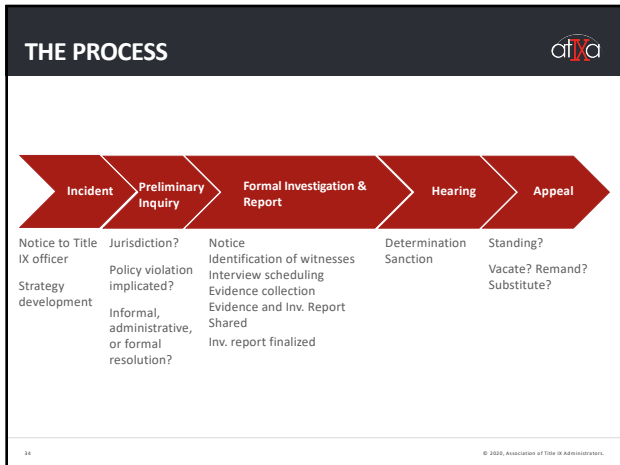 THE PROCESS
atIXa
Incident
Preliminary
Inquiry
Formal Investigation &
Report
Hearing
Appeal
Notice to Title
IX officer
Strategy
development
Jurisdiction?
Policy violation
implicated?
Informal,
administrative,
or formal
resolution?
Notice
Identification of witnesses
Interview scheduling
Evidence collection
Evidence and Inv. Report
Shared
Inv. report finalized
Determination
Sanction
Standing?
Vacate? Remand?
Substitute?
34
© 2020, Association of Title IX Administrators.